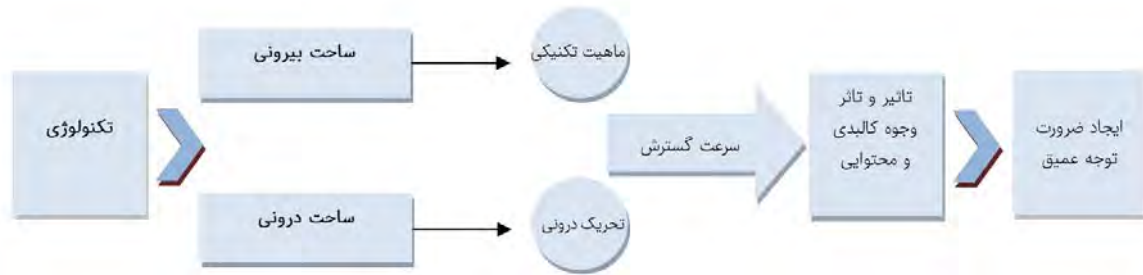 تکنولوژی
ساحت بیرونی
ماهیت تکنیکی
ساحت درونی
تحریک درونی
سرعت گسترش
تاثیر و تاثر
وجوه کالبدی
و محتوایی
ایجاد ضرورت
توجه عمیق